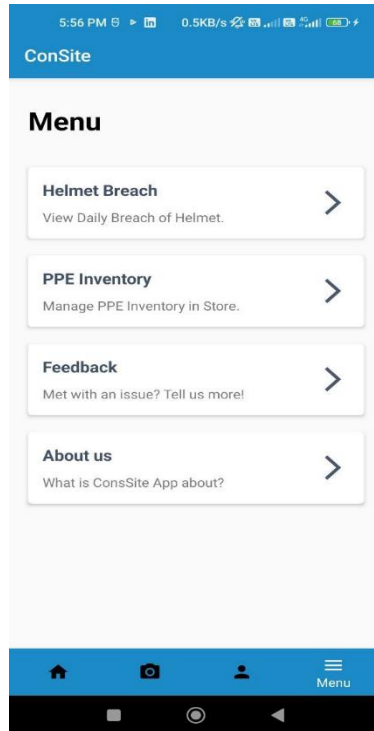 5:56 PM 0.5KB/s 4G 68
ConSite
Menu
Helmet Breach
View Daily Breach of Helmet.
PPE Inventory
Manage PPE Inventory in Store.
Feedback
Met with an issue? Tell us more!
About us
What is ConsSite App about?
Menu